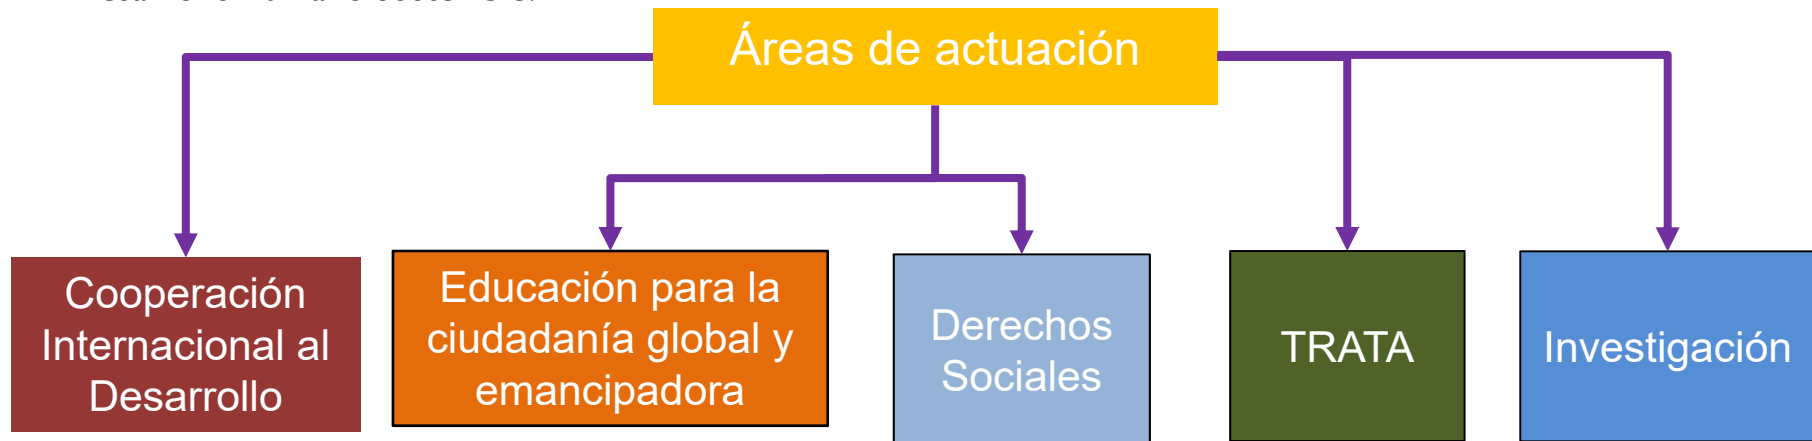 Áreas de actuación
Cooperación
Internacional al
Desarrollo
Educación para la
ciudadanía global y
emancipadora
Derechos
Sociales
TRATA
Investigación